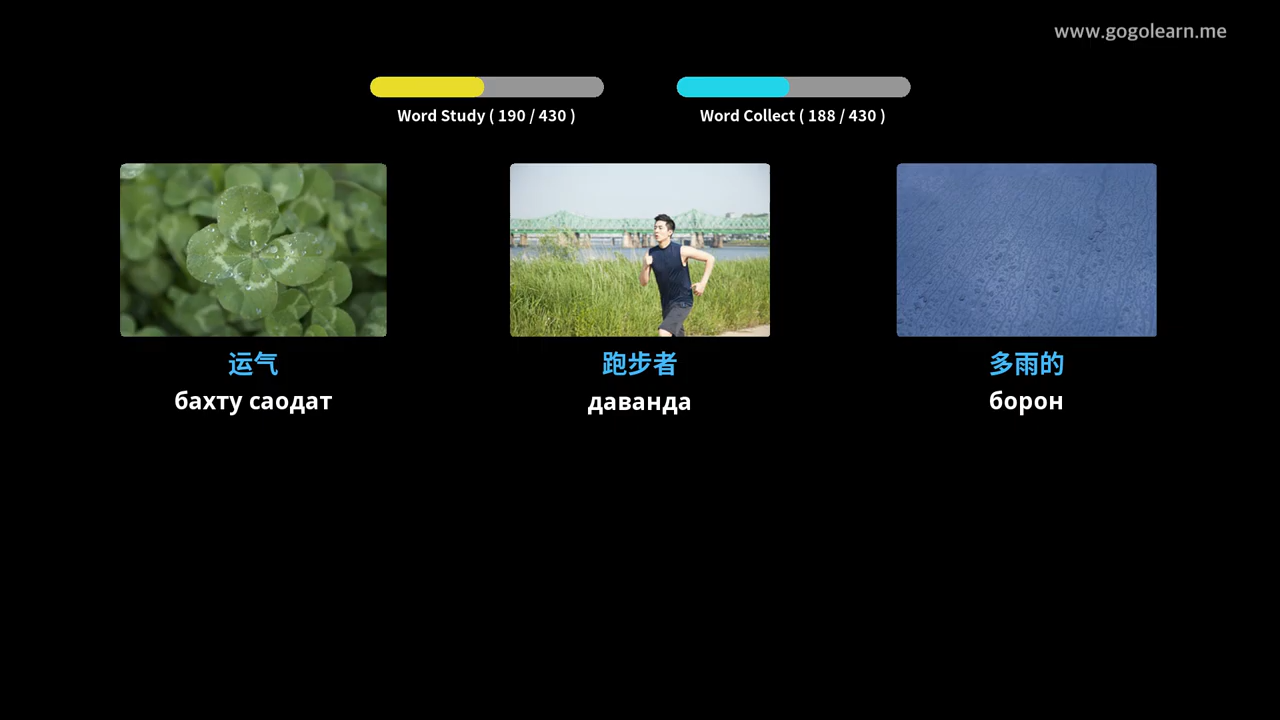 www.gogolearn.me
Word Study ( 190 / 430 )
Word Collect ( 188 / 430 )
运气
бахту саодат
跑步者
даванда
多雨的
борон